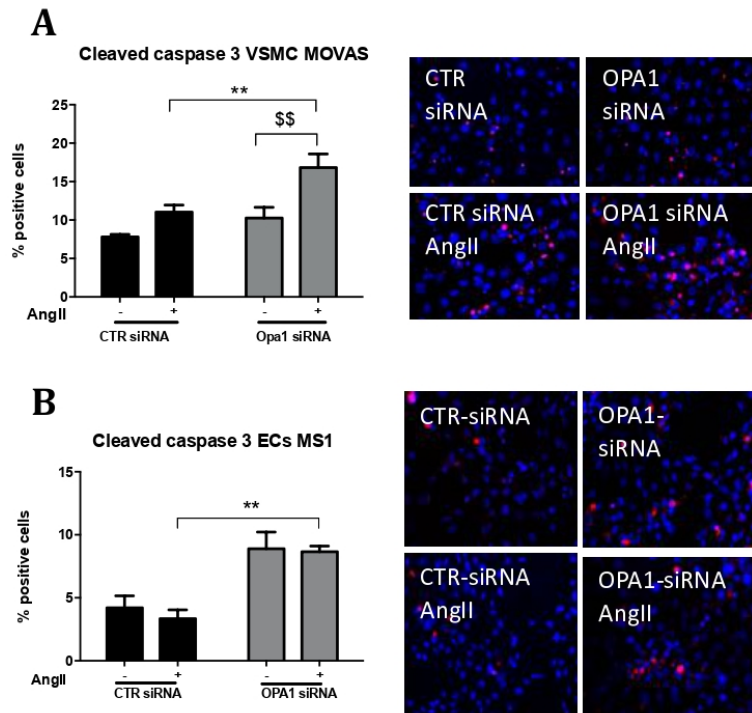 A
Cleaved caspase 3 VSMC MOVAS
25
20
15
10
5
0
% positive cells
**
$$
AngII
- + - +
CTR siRNA Opa1 siRNA
CTR
siRNA
OPA1
siRNA
CTR siRNA
AngII
OPA1 siRNA
AngII
B
Cleaved caspase 3 ECs MS1
15
10
5
0
% positive cells
**
AngII
- + - +
CTR siRNA OPA1 siRNA
CTR-siRNA
OPA1-
siRNA
CTR-siRNA
AngII
OPA1-siRNA
AngII